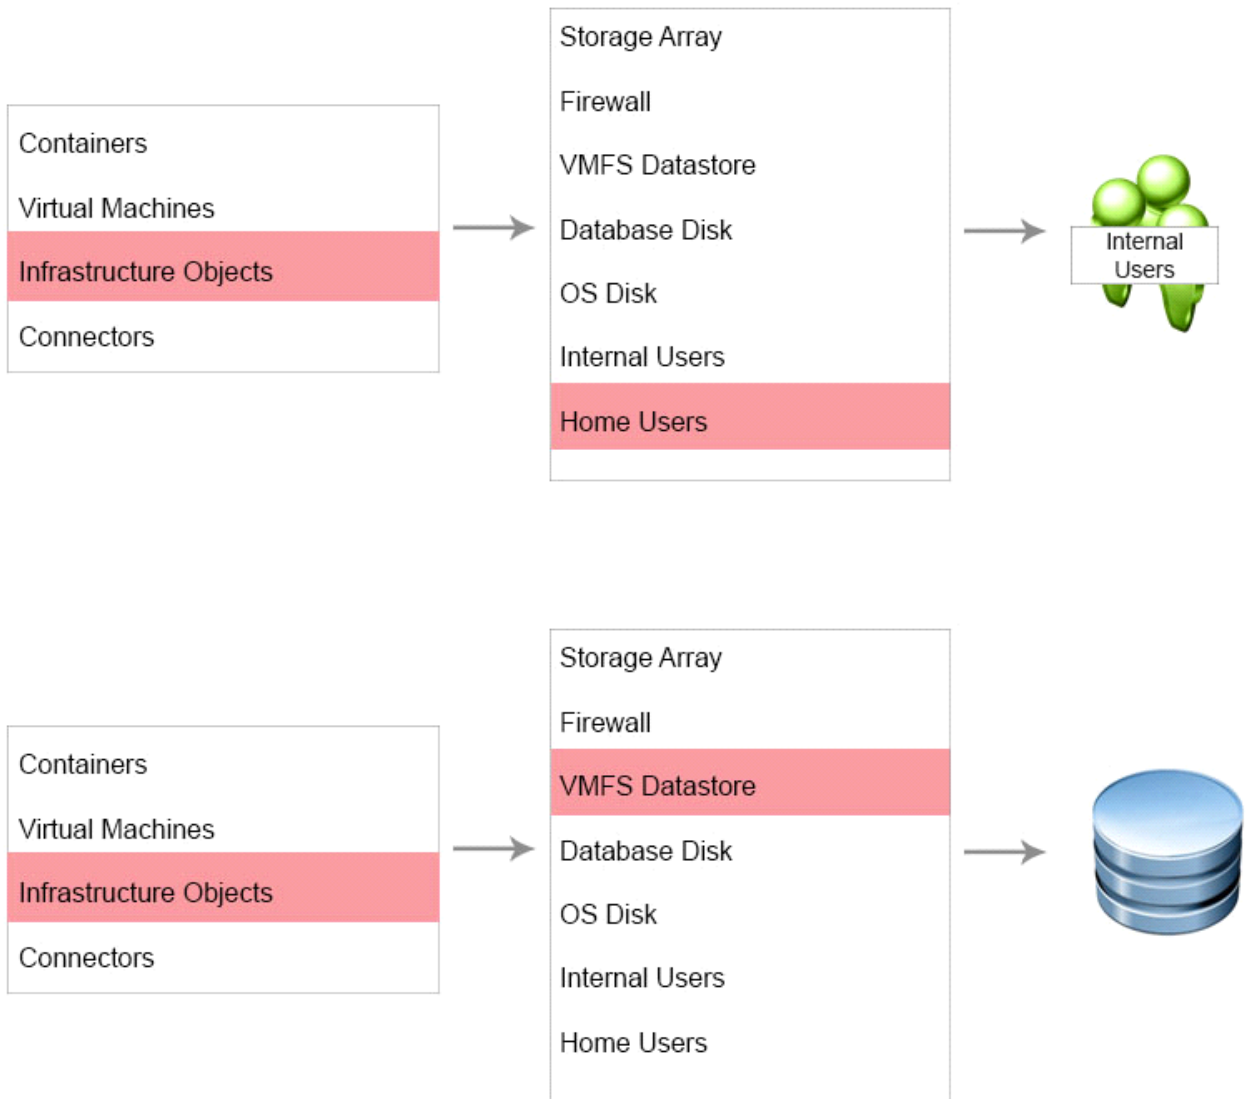 Containers
Virtual Machines
Infrastructure Objects
Connectors
Storage Array
Firewall
VMFS Datastore
Database Disk
OS Disk
Internal Users
Home Users
Internal
Users
Containers
Virtual Machines
Infrastructure Objects
Connectors
Storage Array
Firewall
VMFS Datastore
Database Disk
OS Disk
Internal Users
Home Users